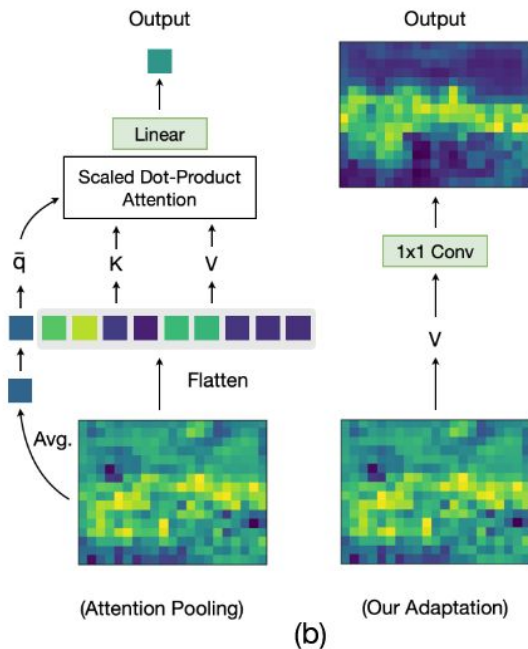 Output
Linear
Scaled Dot-Product
Attention
q̄
K
V
Flatten
Avg.
(Attention Pooling)
Output
1x1 Conv
V
(Our Adaptation)
(b)